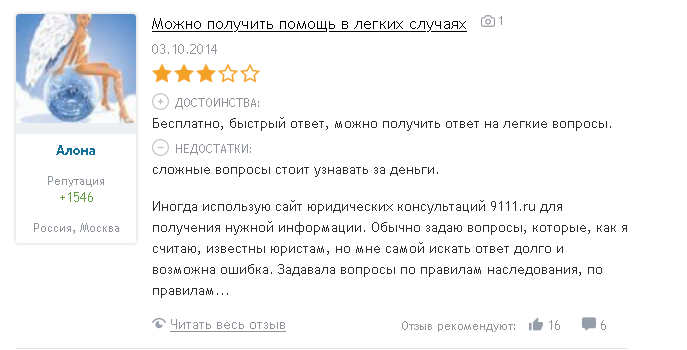 Можно получить помощь в легких случаях 1
03.10.2014
ДОСТОИНСТВА:
Бесплатно, быстрый ответ, можно получить ответ на легкие вопросы.
НЕДОСТАТКИ:
сложные вопросы стоит узнавать за деньги.
Алона
Репутация
+1546
Россия, Москва
Иногда использую сайт юридических консультаций 9111.ru для
получения нужной информации. Обычно задаю вопросы, которые, как я
считаю, известны юристам, но мне самой искать ответ долго и
возможна ошибка. Задавала вопросы по правилам наследования, по
правилам...
Читать весь отзыв
Отзыв рекомендуют: 16 6